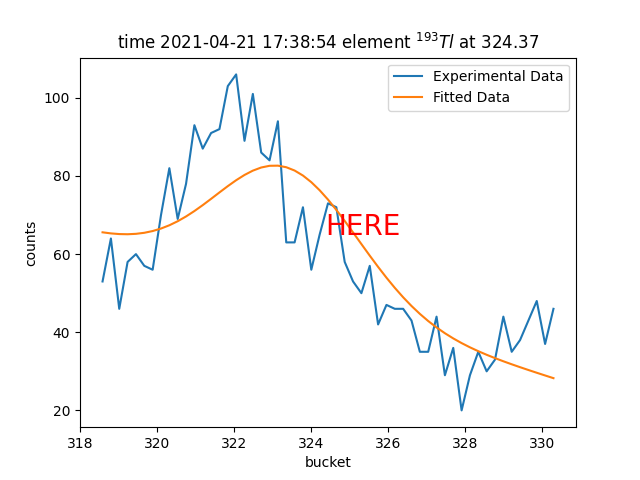 time 2021-04-21 17:38:54 element ¹⁹³Tl at 324.37
Experimental Data
Fitted Data
HERE
counts
100
80
60
40
20
318 320 322 324 326 328 330
bucket